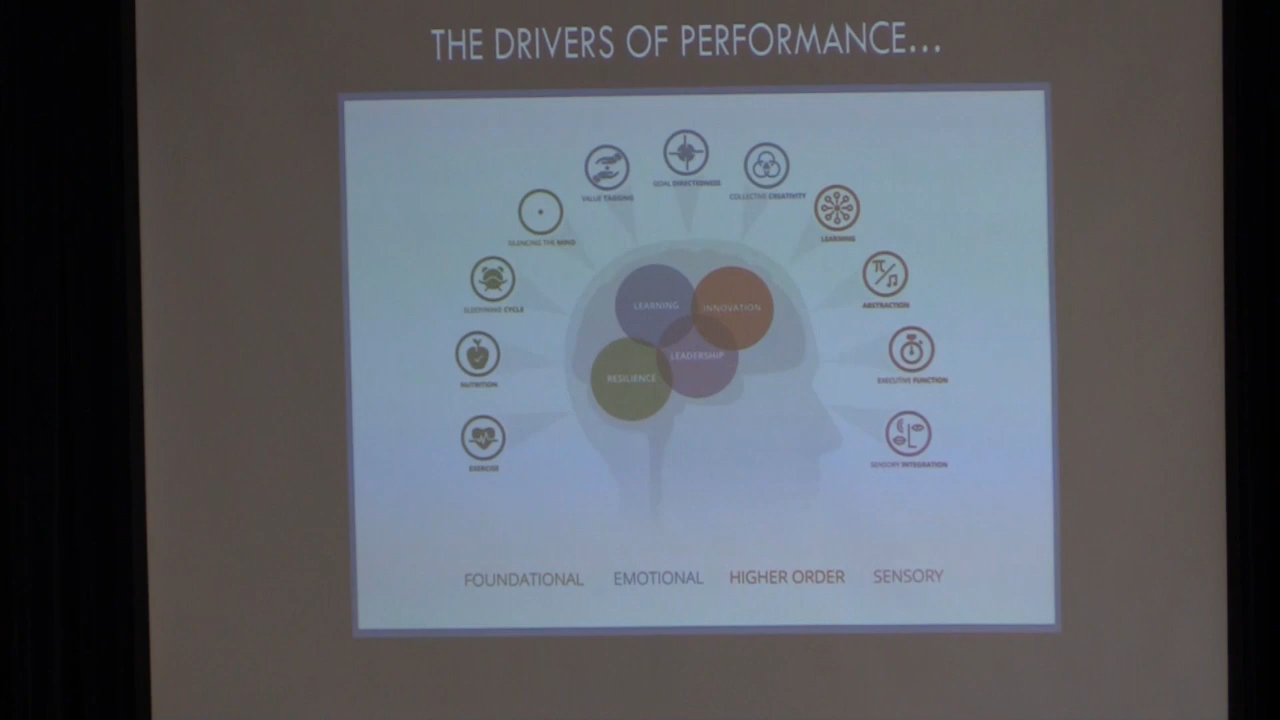 THE DRIVERS OF PERFORMANCE...
GOAL DIRECTEDNESS
VALUE TAGGING
COLLECTIVE CREATIVITY
SILENCING THE MIND
LEARNING
SLEEP/WAKE CYCLE
ABSTRACTION
LEARNING
INNOVATION
LEADERSHIP
RESILIENCE
NUTRITION
EXECUTIVE FUNCTION
EXERCISE
SENSORY INTEGRATION
FOUNDATIONAL EMOTIONAL HIGHER ORDER SENSORY